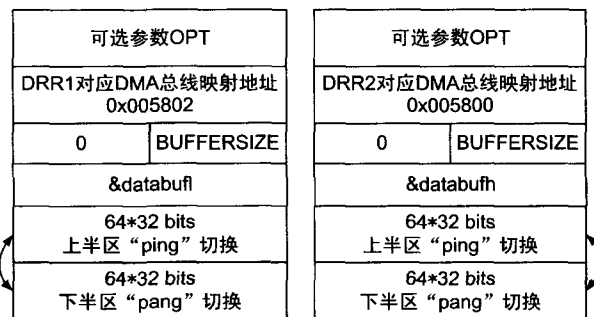 可选参数OPT
DRR1对应DMA总线映射地址
0x005802
0
BUFFERSIZE
&databufl
64*32 bits
上半区“ping”切换
64*32 bits
下半区“pang”切换
可选参数OPT
DRR2对应DMA总线映射地址
0x005800
0
BUFFERSIZE
&databufh
64*32 bits
上半区“ping”切换
64*32 bits
下半区“pang”切换